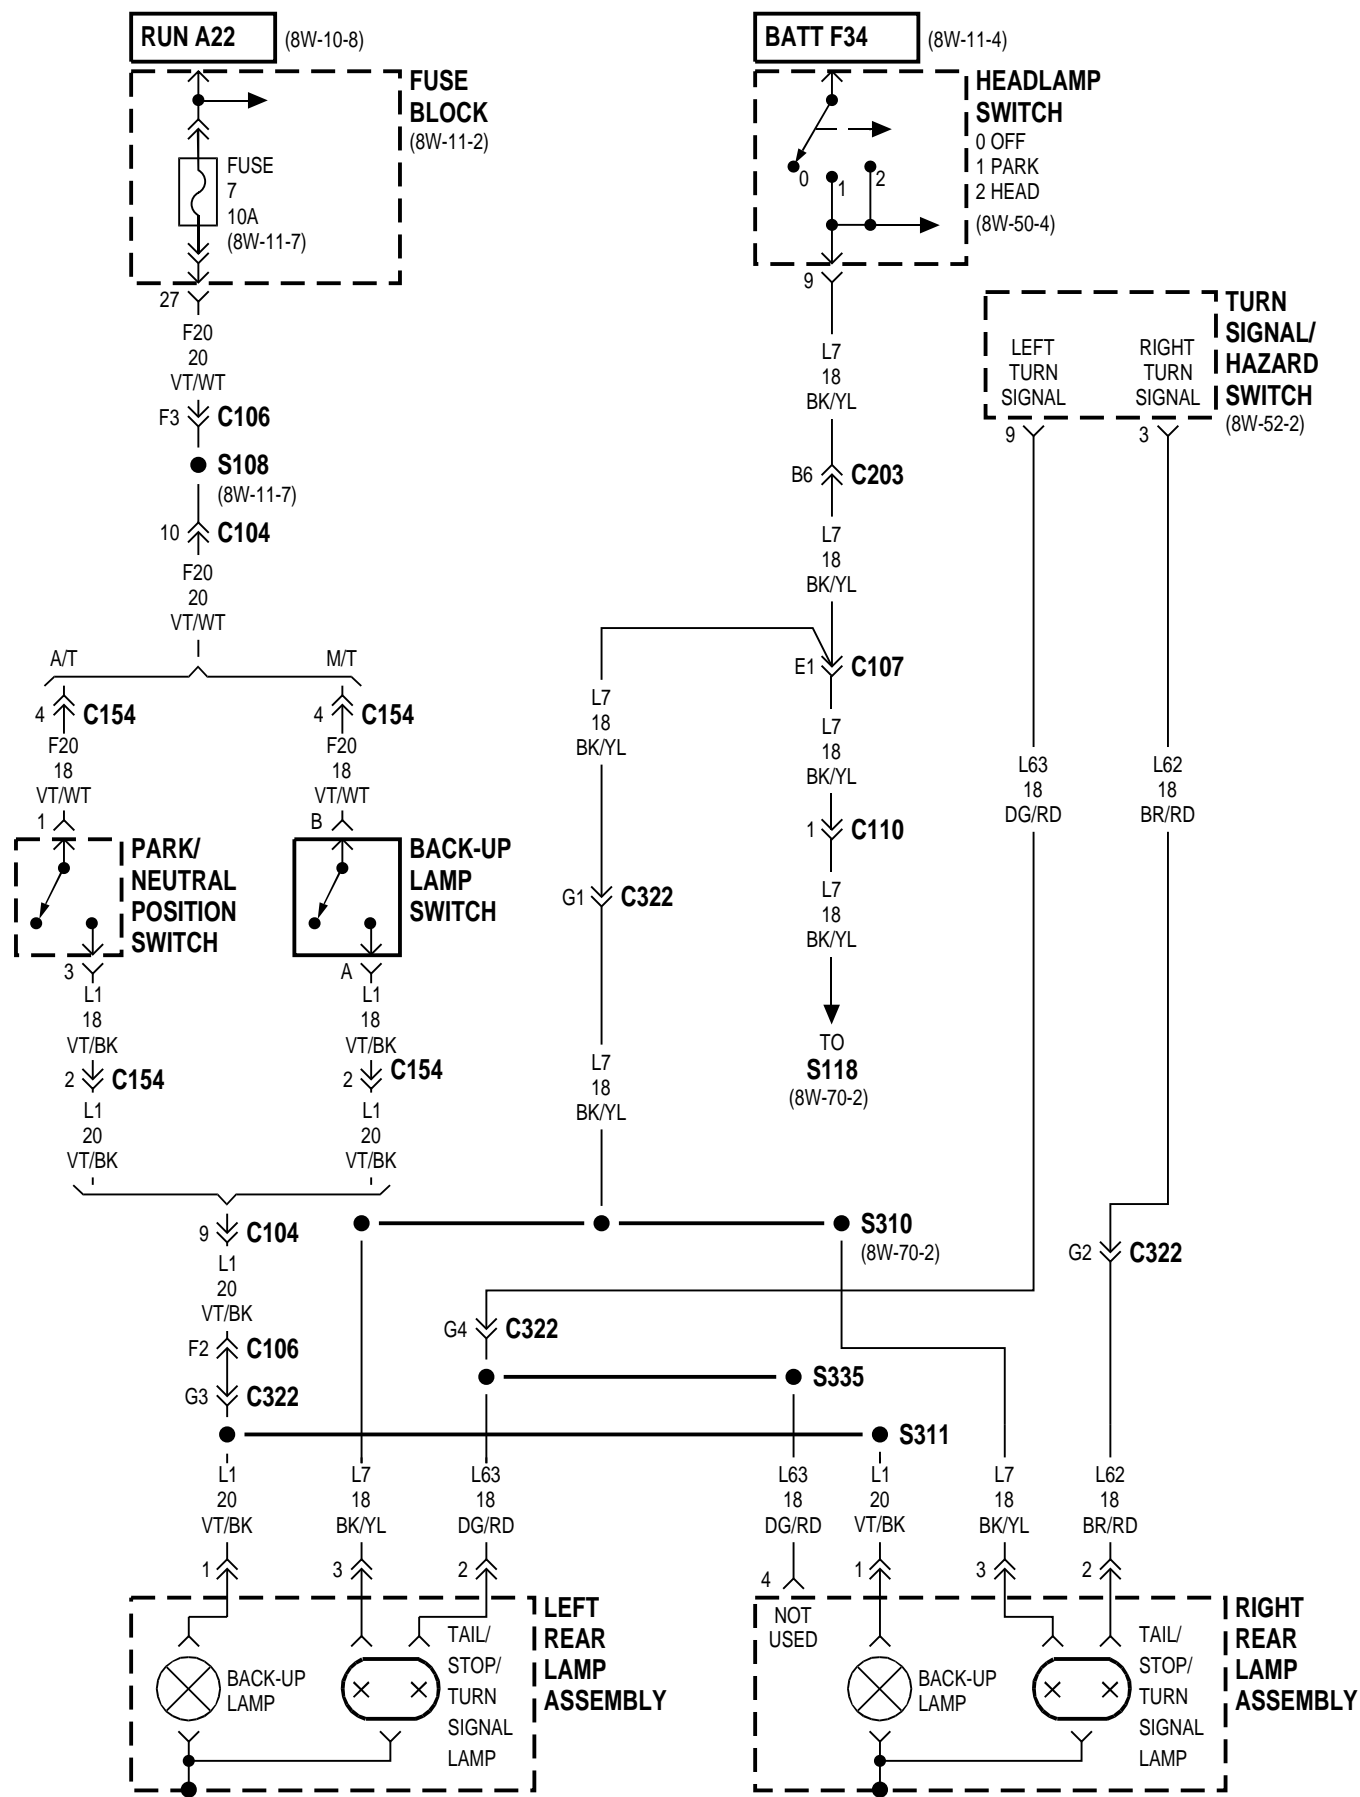 RUN A22
(8W-10-8)
BATT F34
(8W-11-4)
FUSE
BLOCK
(8W-11-2)
FUSE
7
10A
(8W-11-7)
27
HEADLAMP
SWITCH
0 OFF
1 PARK
2 HEAD
(8W-50-4)
0
1
2
9
TURN
SIGNAL/
HAZARD
SWITCH
(8W-52-2)
LEFT
TURN
SIGNAL
RIGHT
TURN
SIGNAL
9
3
F20
20
VT/WT
F3
C106
S108
(8W-11-7)
10
C104
F20
20
VT/WT
L7
18
BK/YL
B6
C203
L7
18
BK/YL
E1
C107
A/T
M/T
4
C154
4
C154
F20
18
VT/WT
F20
18
VT/WT
1
B
PARK/
NEUTRAL
POSITION
SWITCH
BACK-UP
LAMP
SWITCH
3
A
L1
18
VT/BK
L1
18
VT/BK
2
C154
2
C154
L1
20
VT/BK
L1
20
VT/BK
L7
18
BK/YL
G1
C322
L7
18
BK/YL
L7
18
BK/YL
1
C110
L7
18
BK/YL
TO
S118
(8W-70-2)
L63
18
DG/RD
L62
18
BR/RD
9
C104
L1
20
VT/BK
F2
C106
G3
C322
S310
(8W-70-2)
G2
C322
G4
C322
S335
S311
L1
20
VT/BK
L7
18
BK/YL
L63
18
DG/RD
L63
18
DG/RD
L1
20
VT/BK
L7
18
BK/YL
L62
18
BR/RD
1
3
2
4
1
3
2
LEFT
REAR
LAMP
ASSEMBLY
BACK-UP
LAMP
TAIL/
STOP/
TURN
SIGNAL
LAMP
NOT
USED
BACK-UP
LAMP
TAIL/
STOP/
TURN
SIGNAL
LAMP
RIGHT
REAR
LAMP
ASSEMBLY